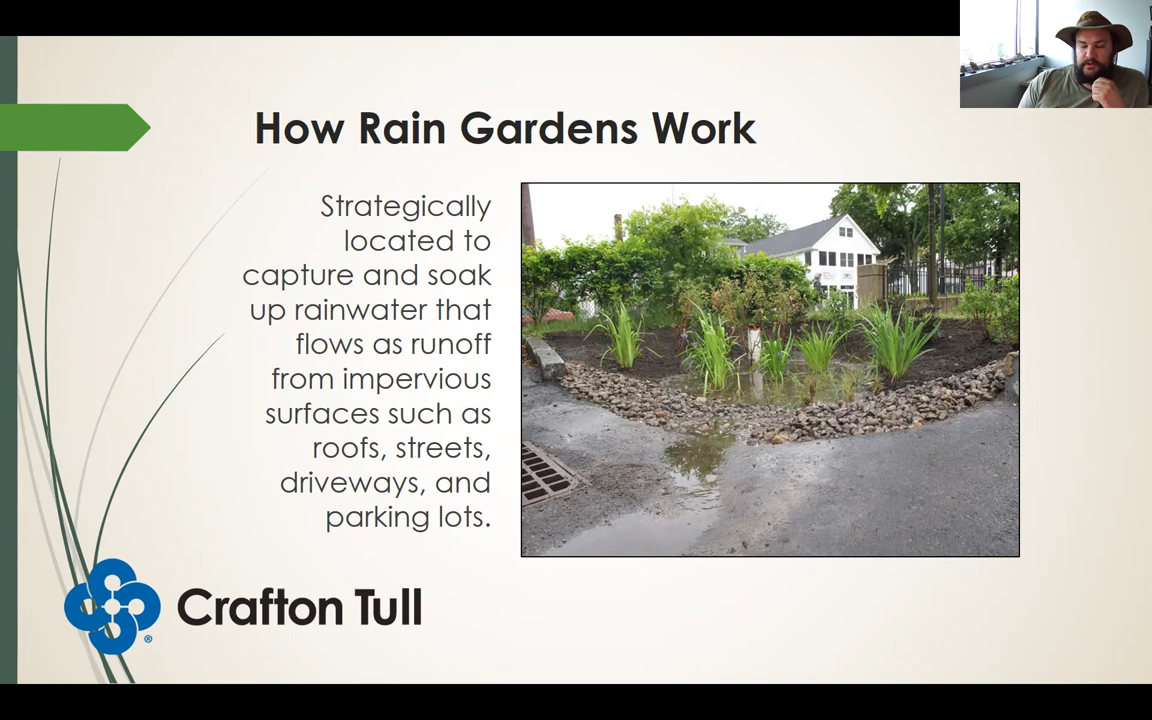 How Rain Gardens Work
Strategically
located to
capture and soak
up rainwater that
flows as runoff
from impervious
surfaces such as
roofs, streets,
driveways, and
parking lots.
Crafton Tull
®